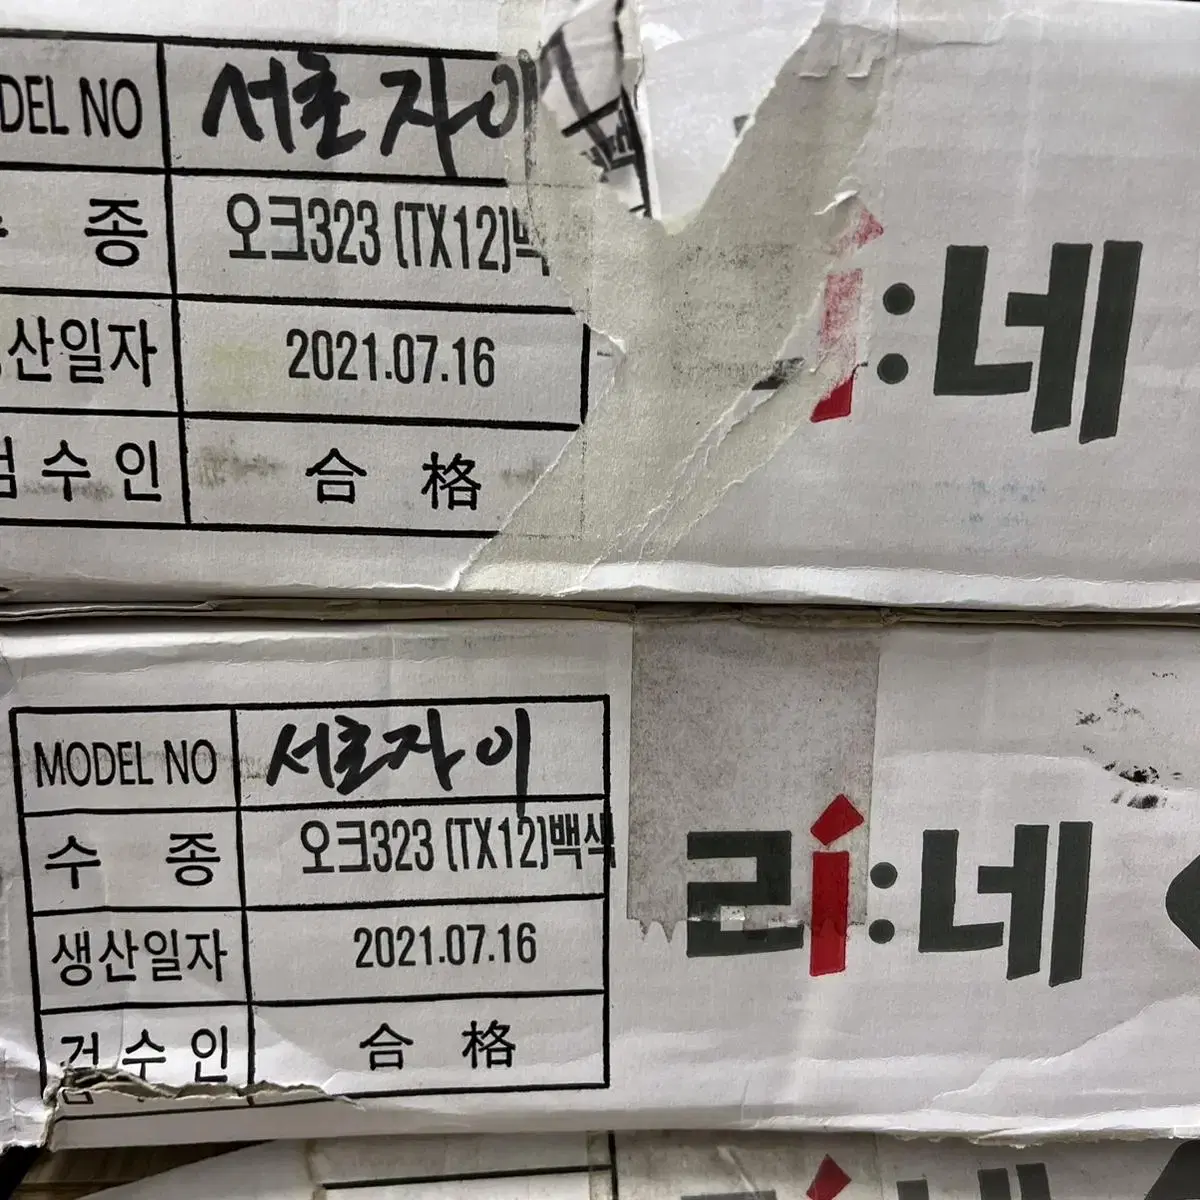 MODEL NO 서초자이
종 오크323 (TX12)백
산일자 2021.07.16
검수인 合格
:네
MODEL NO 서초자이
수종 오크323 (TX12)백색
생산일자 2021.07.16
검수인 合格
리:네